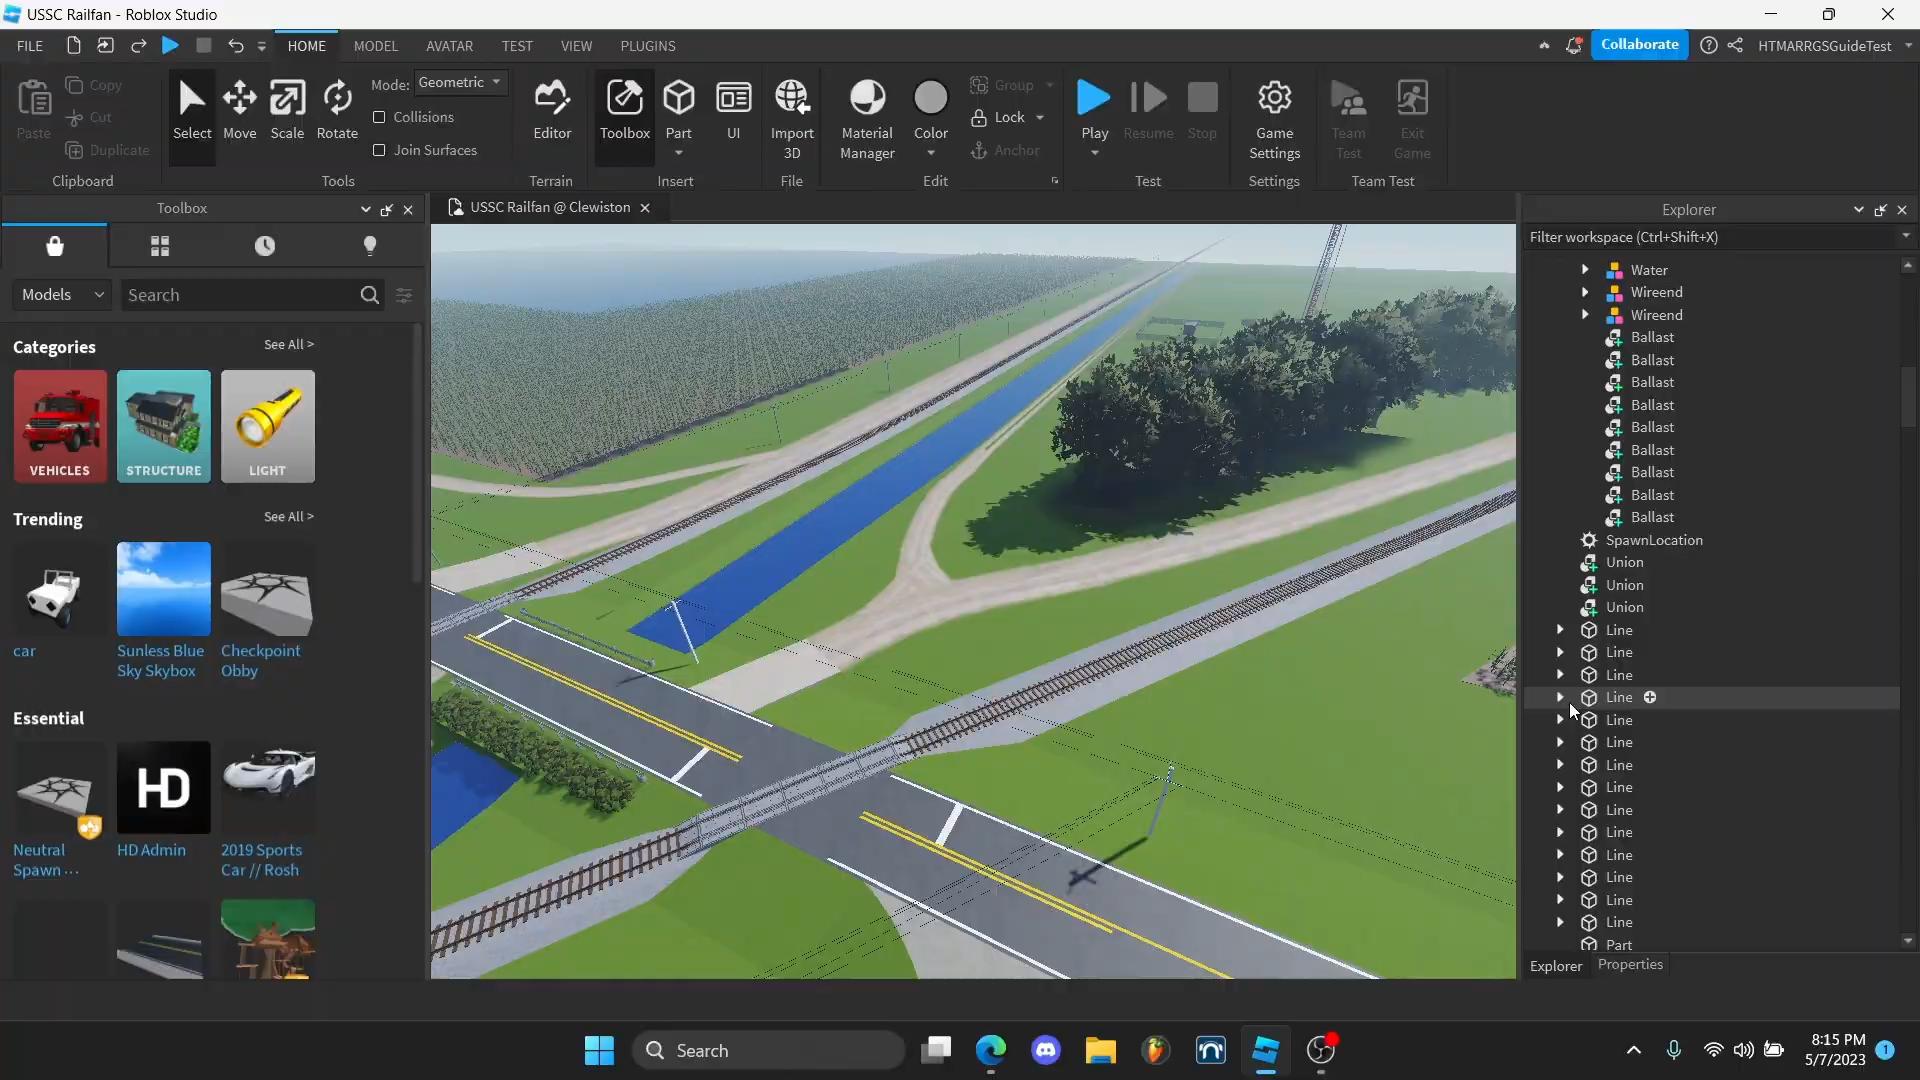 USSC Railfan - Roblox Studio
FILE
HOME
MODEL
AVATAR
TEST
VIEW
PLUGINS
Collaborate
HTMARRGSGuideTest
Paste
Copy
Cut
Duplicate
Clipboard
Select
Move
Scale
Rotate
Mode: Geometric
Collisions
Join Surfaces
Tools
Editor
Terrain
Toolbox
Part
UI
Insert
Import
3D
File
Material
Manager
Color
Group
Lock
Anchor
Edit
Play
Resume
Stop
Test
Game
Settings
Settings
Team
Test
Exit
Game
Team Test
Toolbox
Models
Search
Categories
See All >
VEHICLES
STRUCTURE
LIGHT
Trending
See All >
car
Sunless Blue
Sky Skybox
Checkpoint
Obby
Essential
See All >
HD
Neutral
Spawn ...
HD Admin
2019 Sports
Car // Rosh
USSC Railfan @ Clewiston
Explorer
Filter workspace (Ctrl+Shift+X)
Water
Wireend
Wireend
Ballast
Ballast
Ballast
Ballast
Ballast
Ballast
Ballast
Ballast
Ballast
SpawnLocation
Union
Union
Union
Line
Line
Line
Line
Line
Line
Line
Line
Line
Line
Line
Line
Line
Line
Part
Explorer
Properties
Search
8:15 PM
5/7/2023
1